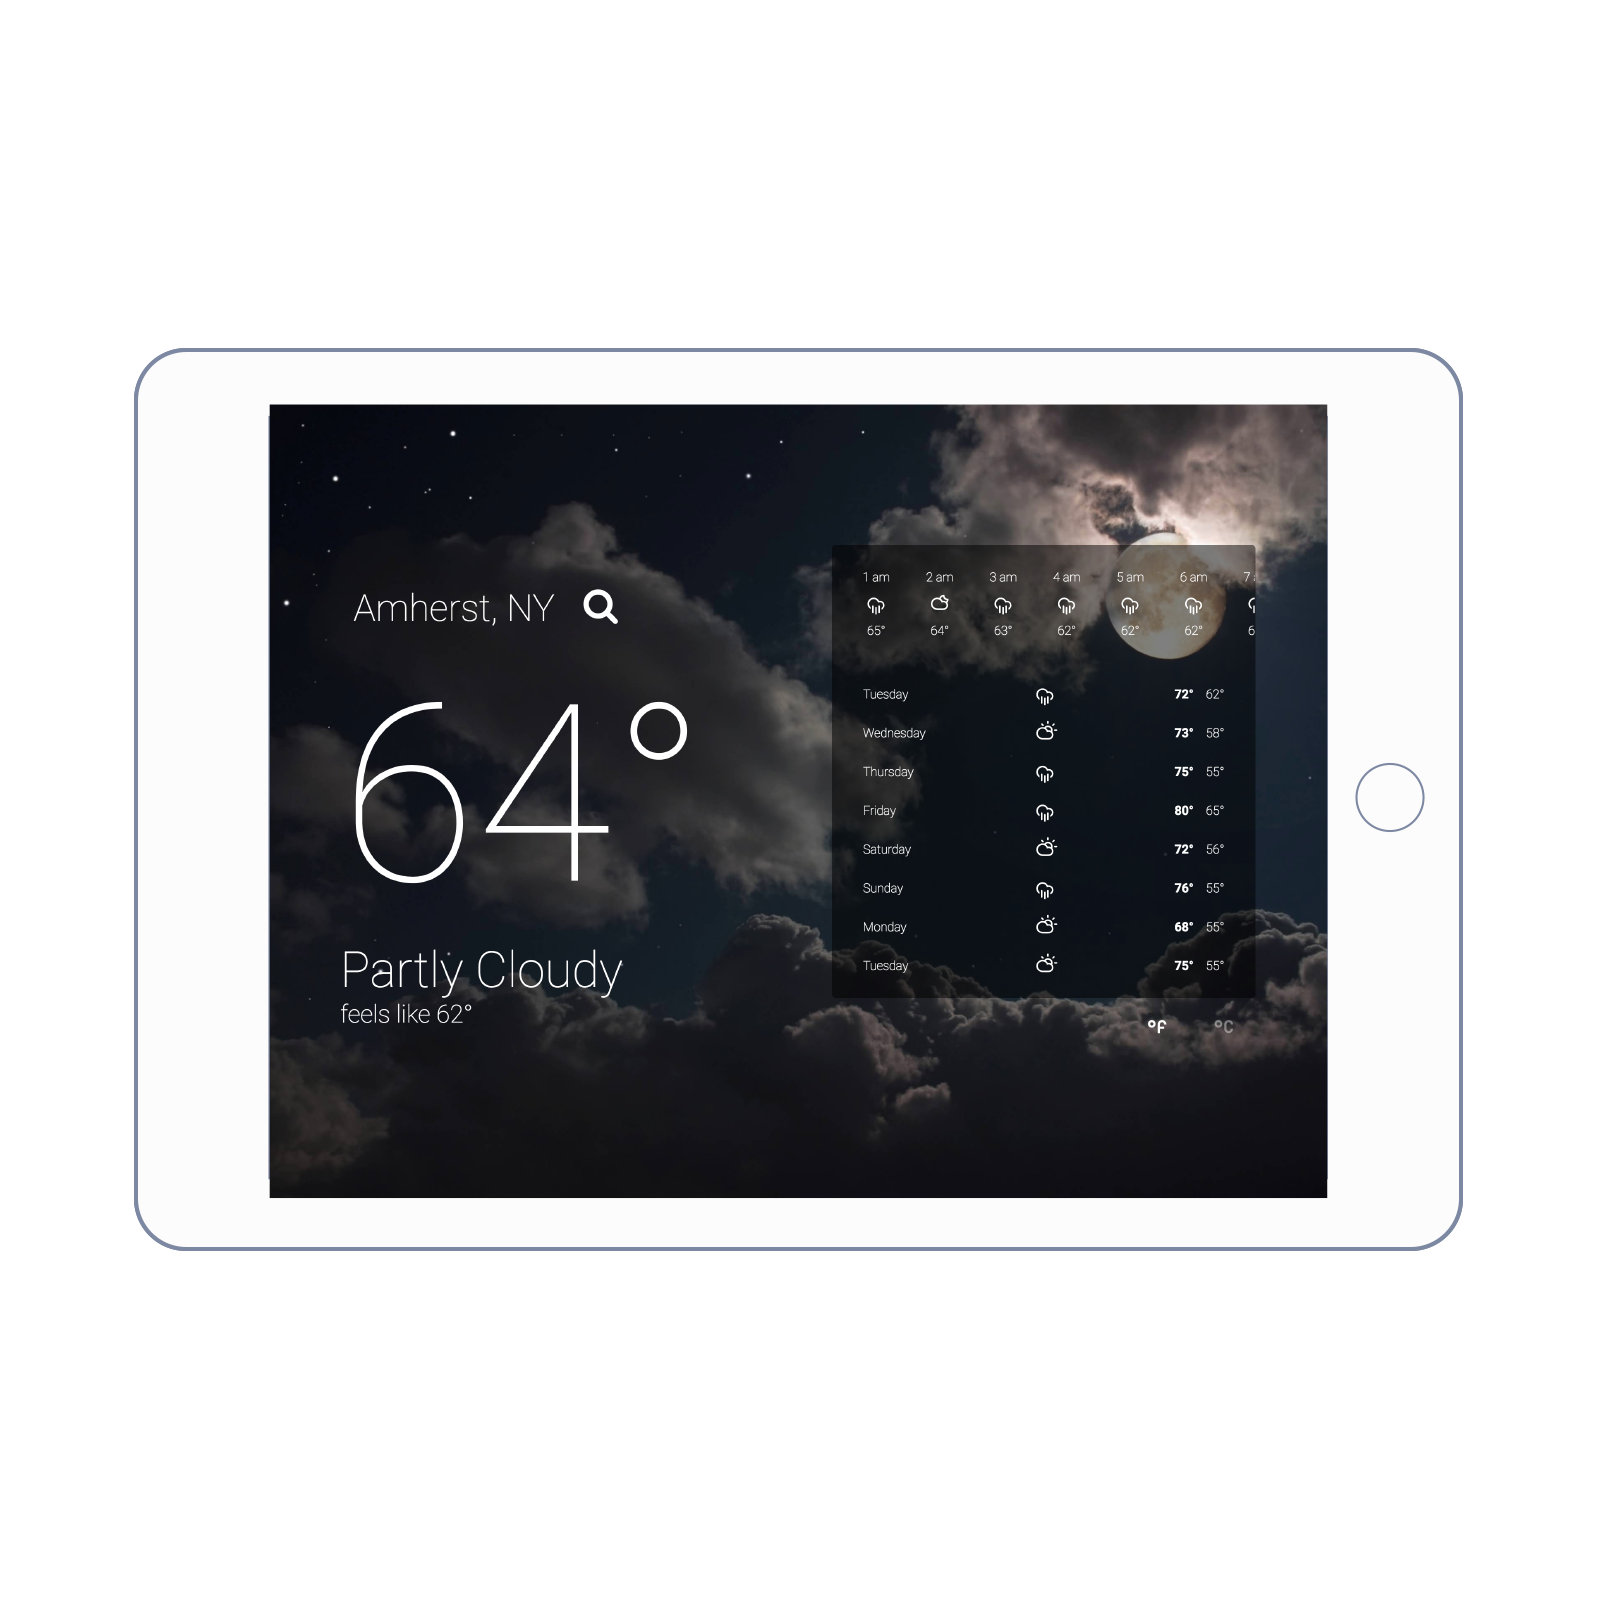 Amherst, NY
64°
Partly Cloudy
feels like 62°
1 am 2 am 3 am 4 am 5 am 6 am 7
65° 64° 63° 62° 62° 62° 6
Tuesday 72° 62°
Wednesday 73° 58°
Thursday 75° 55°
Friday 80° 65°
Saturday 72° 56°
Sunday 76° 55°
Monday 68° 55°
Tuesday 75° 55°
°F °C